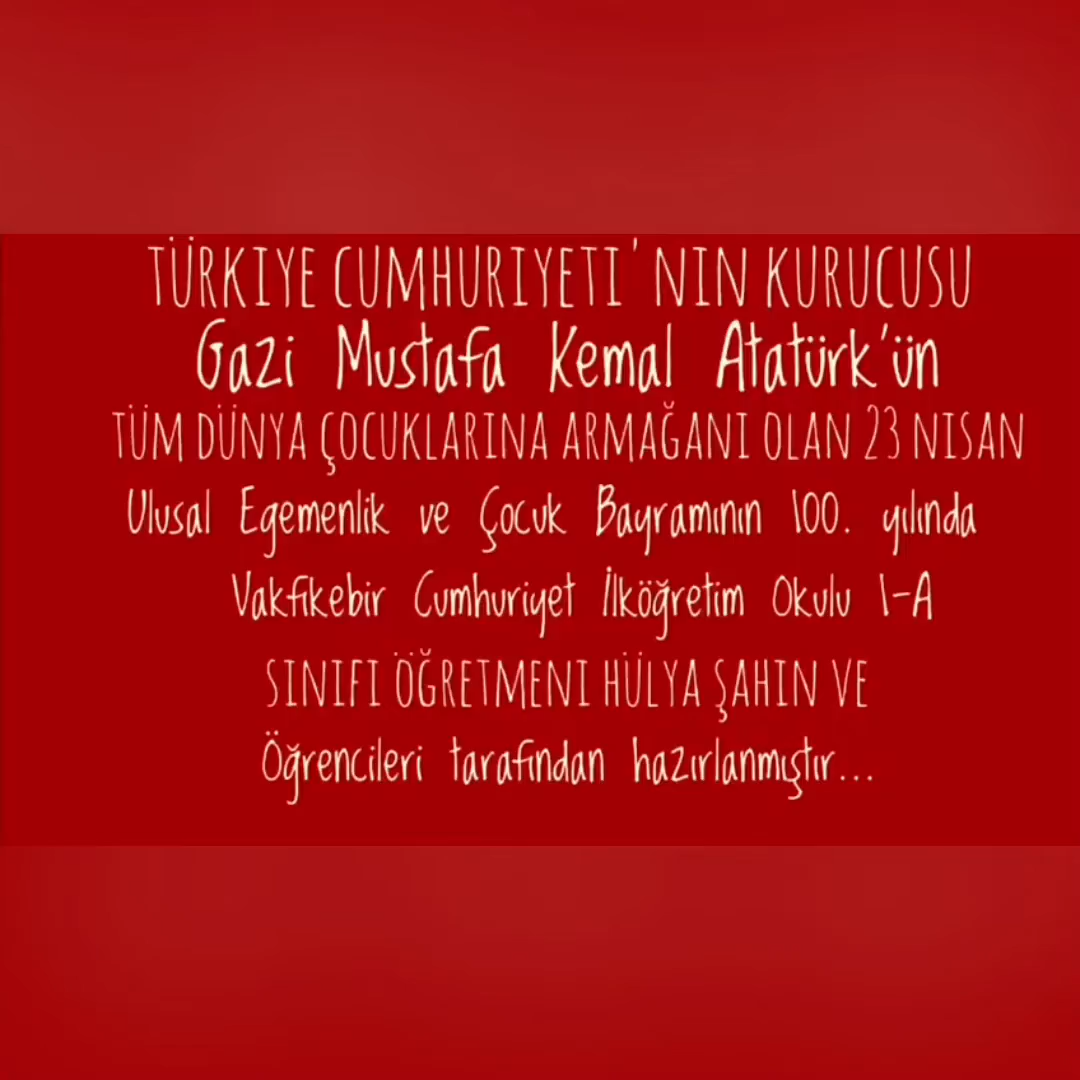 TÜRKIYE CUMHURIYETI'NIN KURUCUSU
Gazi Mustafa Kemal Atatürk'ün
TÜM DÜNYA ÇOCUKLARINA ARMAĞANI OLAN 23 NISAN
Ulusal Egemenlik ve Çocuk Bayramının 100. yılında
Vakfıkebir Cumhuriyet İlköğretim Okulu 1-A
SINIFI ÖĞRETMENI HÜLYA ŞAHIN VE
Öğrencileri tarafından hazırlanmıştır...